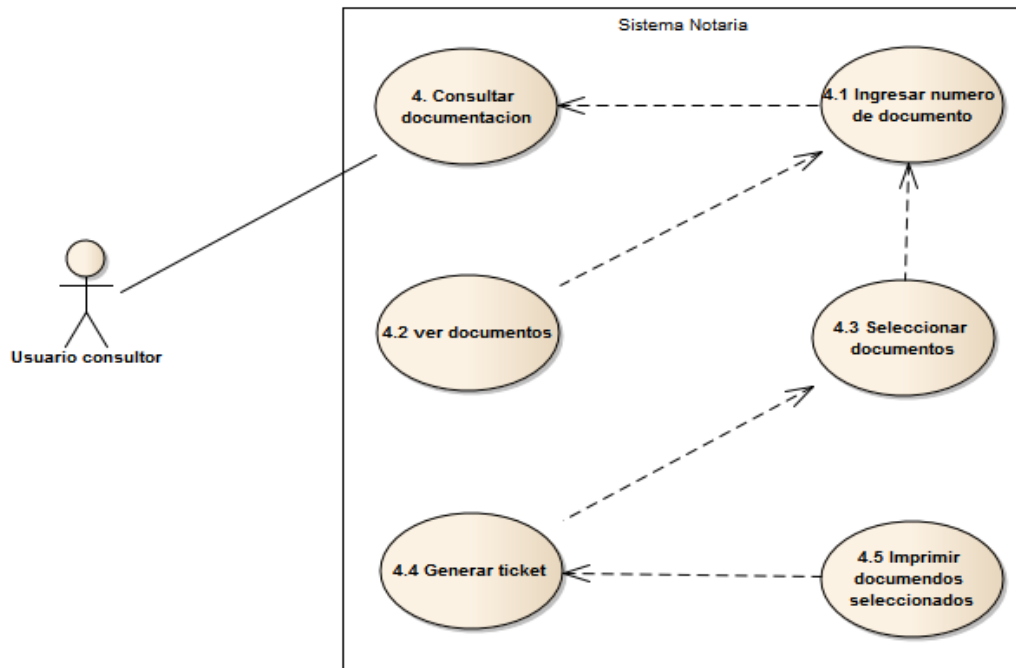 Sistema Notaria
4. Consultar
documentacion
4.1 Ingresar numero
de documento
Usuario consultor
4.2 ver documentos
4.3 Seleccionar
documentos
4.4 Generar ticket
4.5 Imprimir
documendos
seleccionados